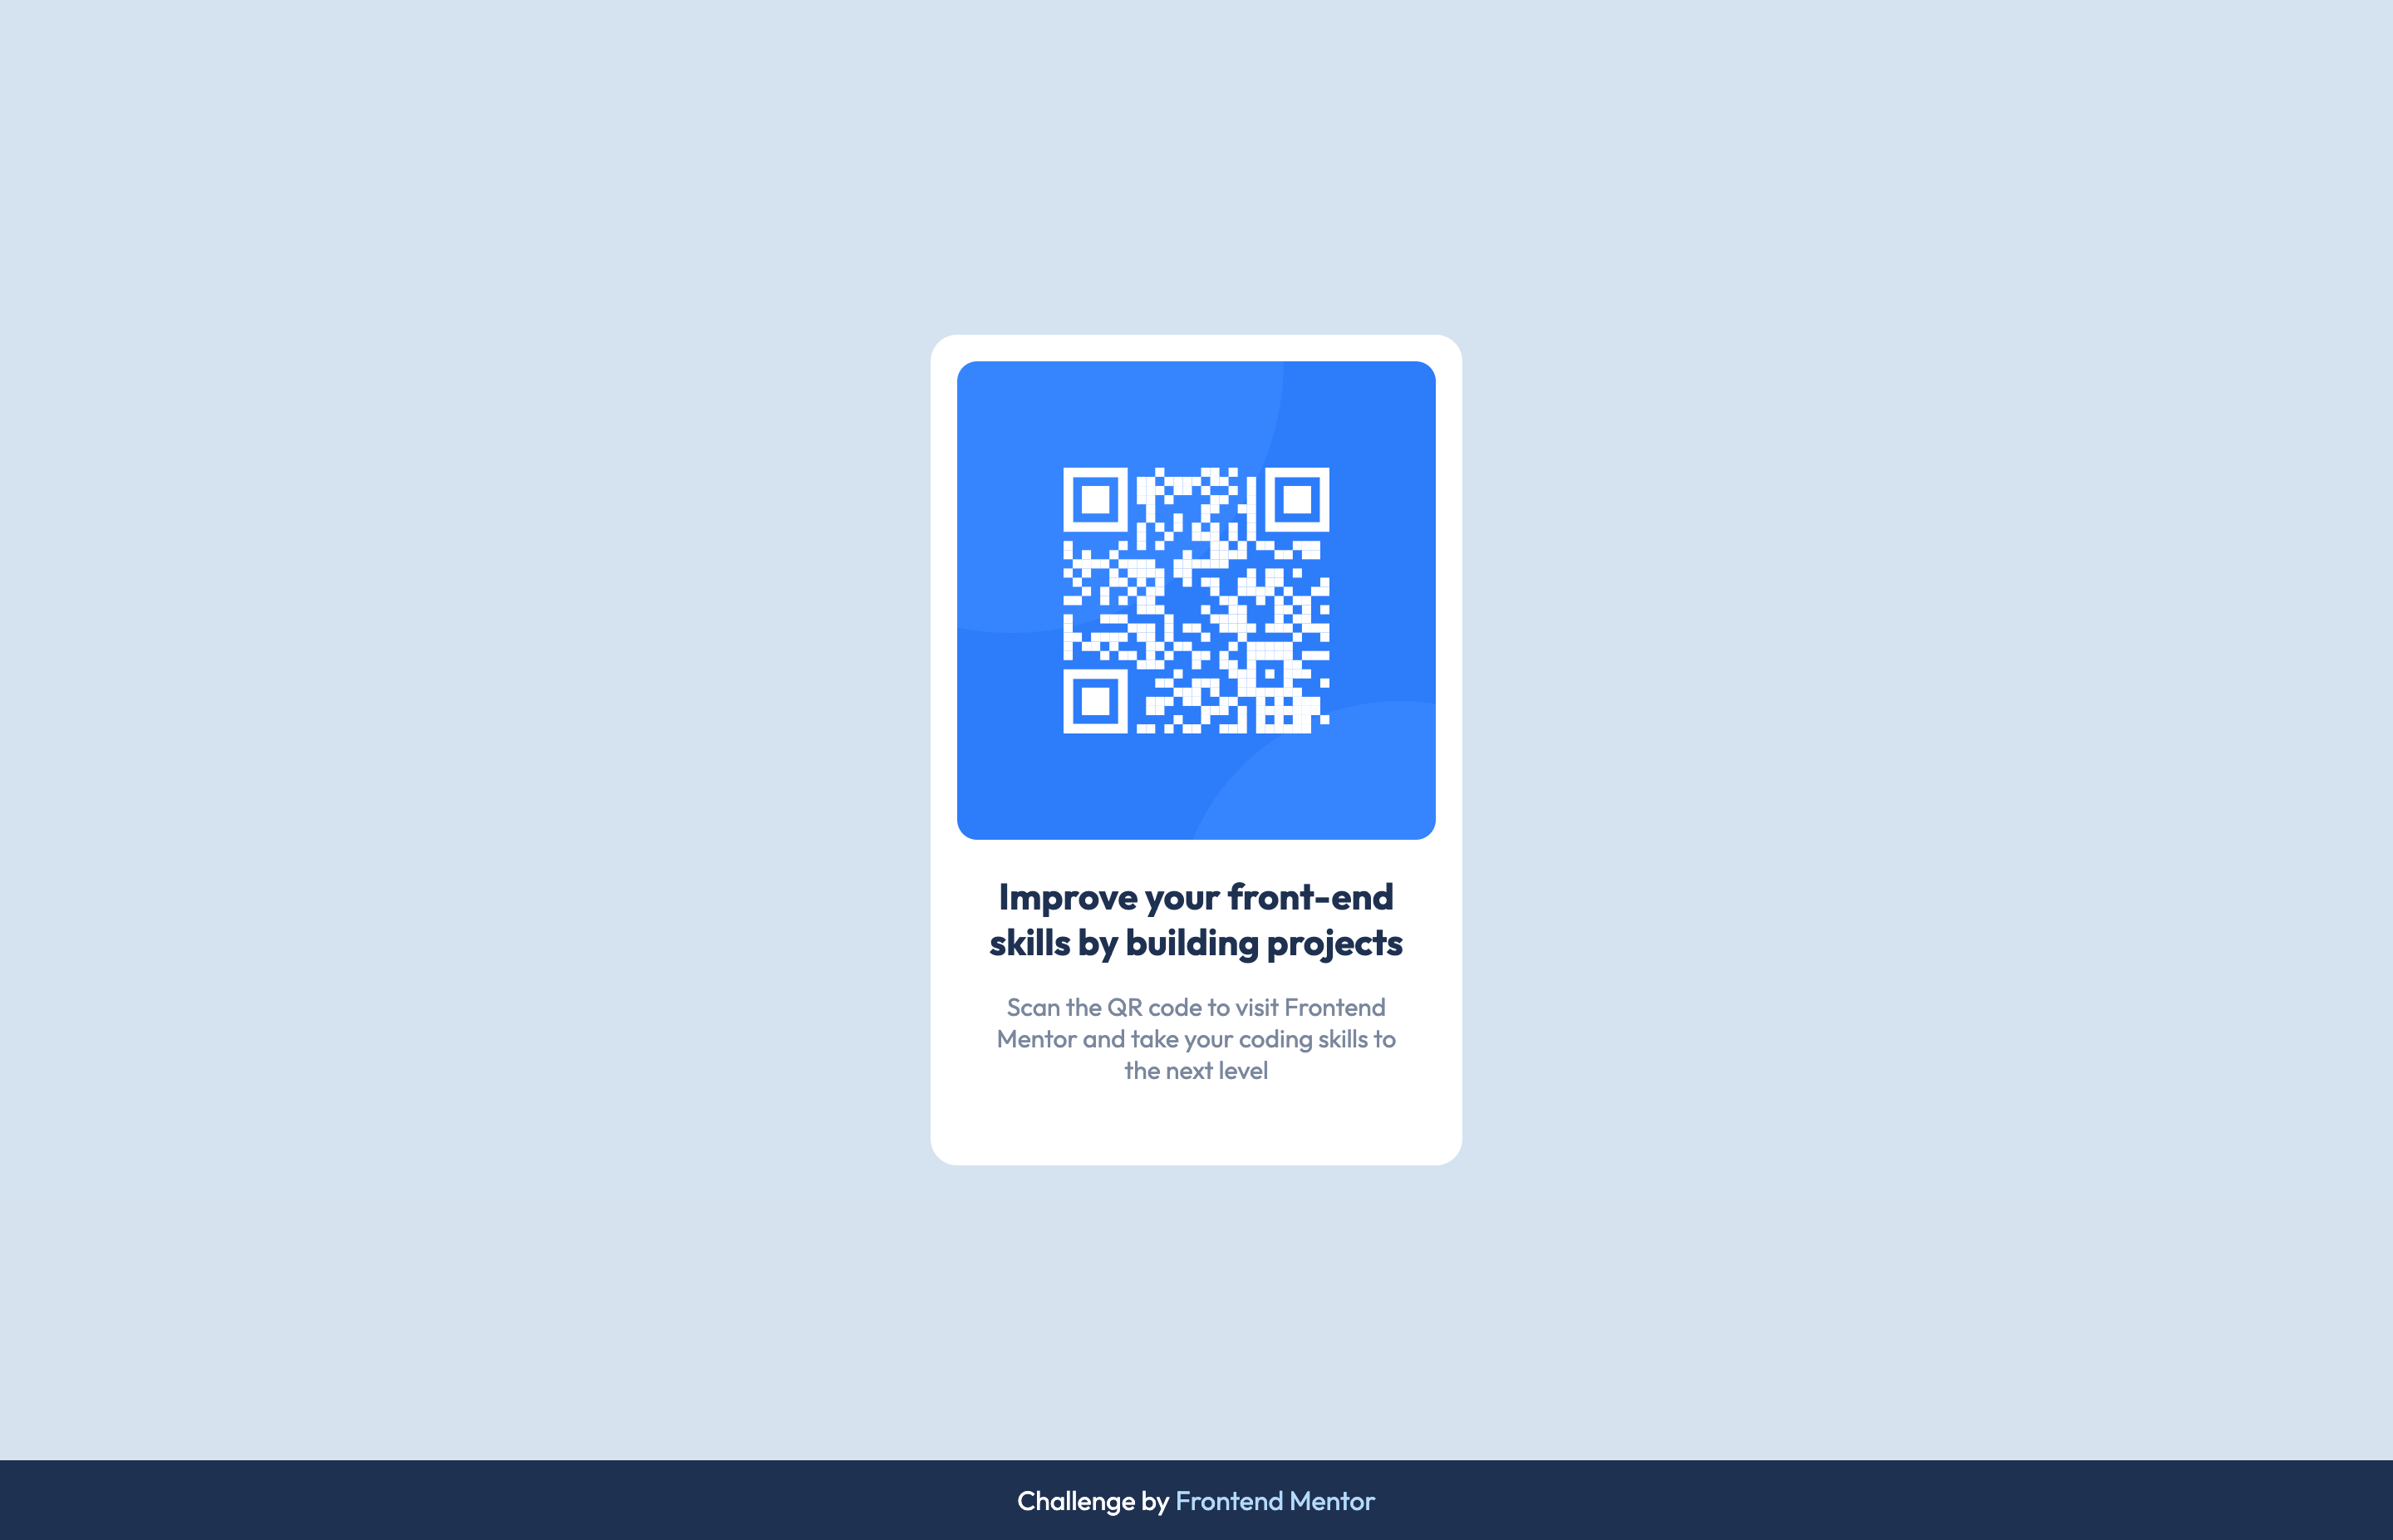 Improve your front-end
skills by building projects
Scan the QR code to visit Frontend
Mentor and take your coding skills to
the next level
Challenge by Frontend Mentor